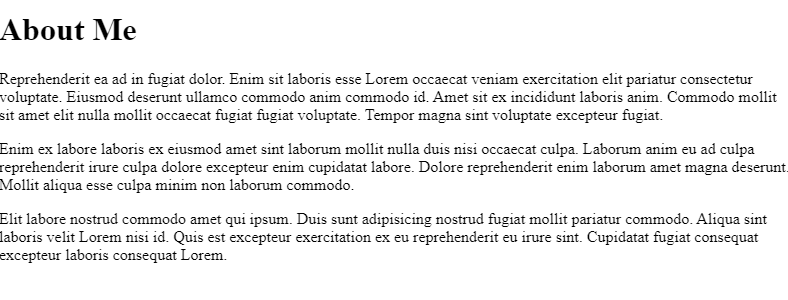 About Me
Reprehenderit ea ad in fugiat dolor. Enim sit laboris esse Lorem occaecat veniam exercitation elit pariatur consectetur
voluptate. Eiusmod deserunt ullamco commodo anim commodo id. Amet sit ex incididunt laboris anim. Commodo mollit
sit amet elit nulla mollit occaecat fugiat fugiat voluptate. Tempor magna sint voluptate excepteur fugiat.
Enim ex labore laboris ex eiusmod amet sint laborum mollit nulla duis nisi occaecat culpa. Laborum anim eu ad culpa
reprehenderit irure culpa dolore excepteur enim cupidatat labore. Dolore reprehenderit enim laborum amet magna deserunt.
Mollit aliqua esse culpa minim non laborum commodo.
Elit labore nostrud commodo amet qui ipsum. Duis sunt adipisicing nostrud fugiat mollit pariatur commodo. Aliqua sint
laboris velit Lorem nisi id. Quis est excepteur exercitation ex eu reprehenderit eu irure sint. Cupidatat fugiat consequat
excepteur laboris consequat Lorem.